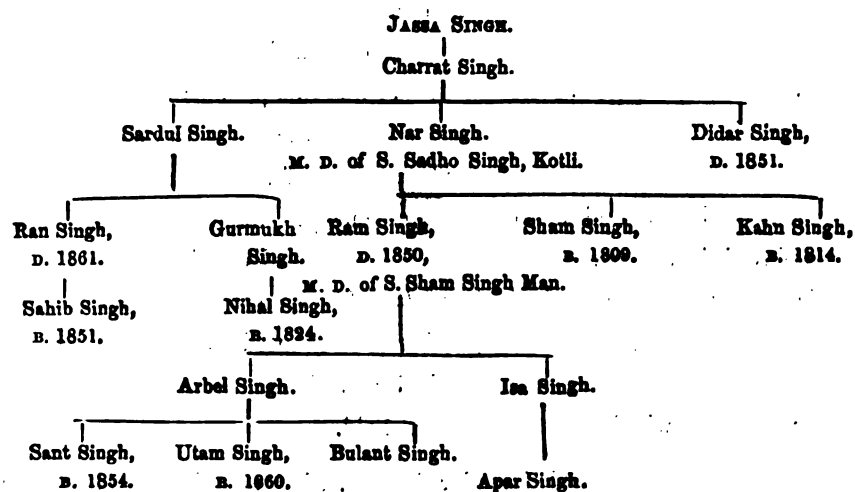 JASSA SINGH.
Charrat Singh.
Sardul Singh. Nar Singh. Didar Singh,
M. D. of S. Sadho Singh, Kotli. D. 1851.
Ran Singh, Gurmukh Ram Singh, Sham Singh, Kahn Singh,
D. 1861. Singh. D. 1850, B. 1809. B. 1814.
M. D. of S. Sham Singh Man.
Sahib Singh, Nihal Singh,
B. 1851. B. 1824.
Arbel Singh. Isa Singh.
Sant Singh, Utam Singh, Bulant Singh.
B. 1854. B. 1860. Apar Singh.